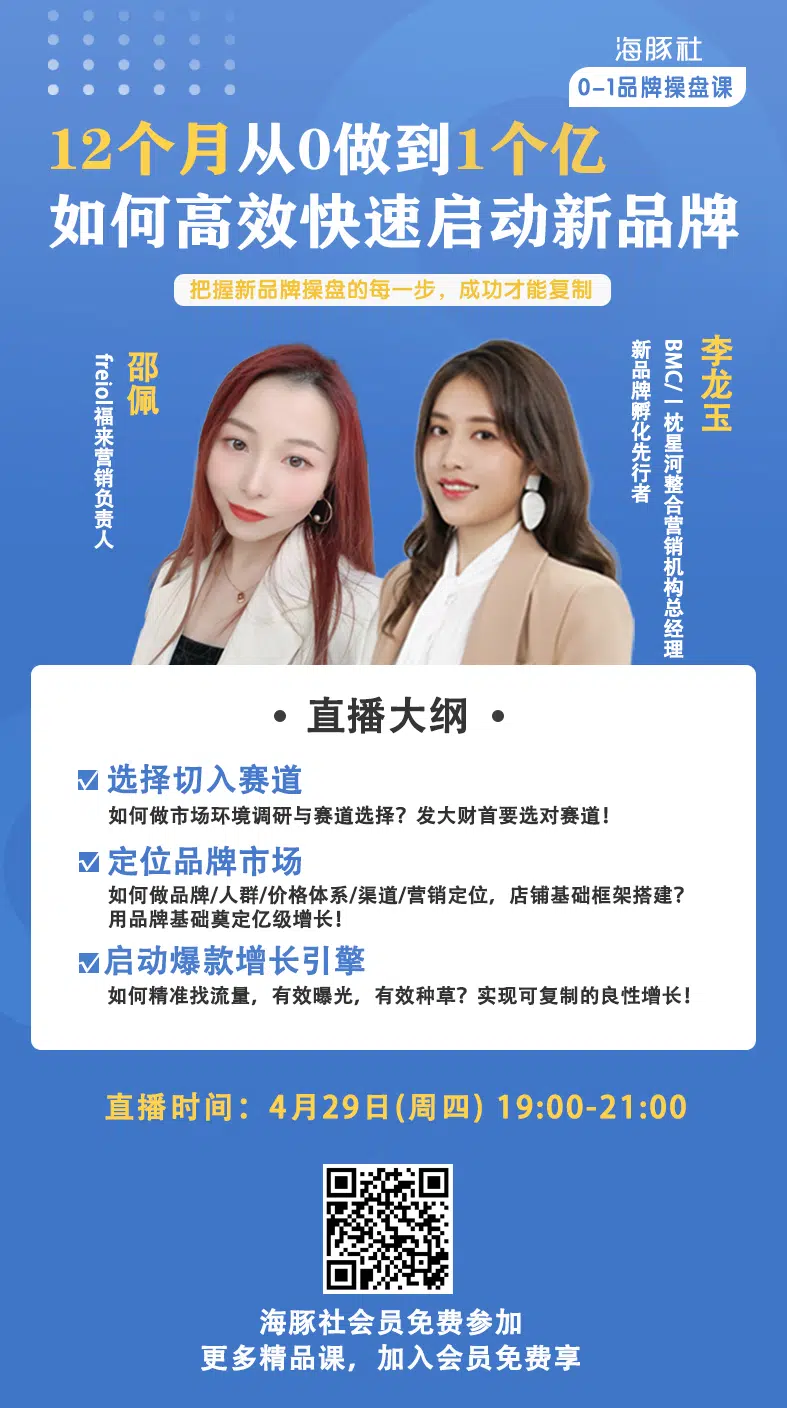 海豚社
0-1品牌操盘课
12个月从0做到1个亿
如何高效快速启动新品牌
把握新品牌操盘的每一步，成功才能复制
邵佩
freiol福来营销负责人
李龙玉
BMC/一枕星河整合营销机构总经理
新品牌孵化先行者
• 直播大纲 •
选择切入赛道
如何做市场环境调研与赛道选择？发大财首要选对赛道！
定位品牌市场
如何做品牌/人群/价格体系/渠道/营销定位，店铺基础框架搭建？
用品牌基础奠定亿级增长！
启动爆款增长引擎
如何精准找流量，有效曝光，有效种草？实现可复制的良性增长！
直播时间：4月29日(周四) 19:00-21:00
海豚社会员免费参加
更多精品课，加入会员免费享